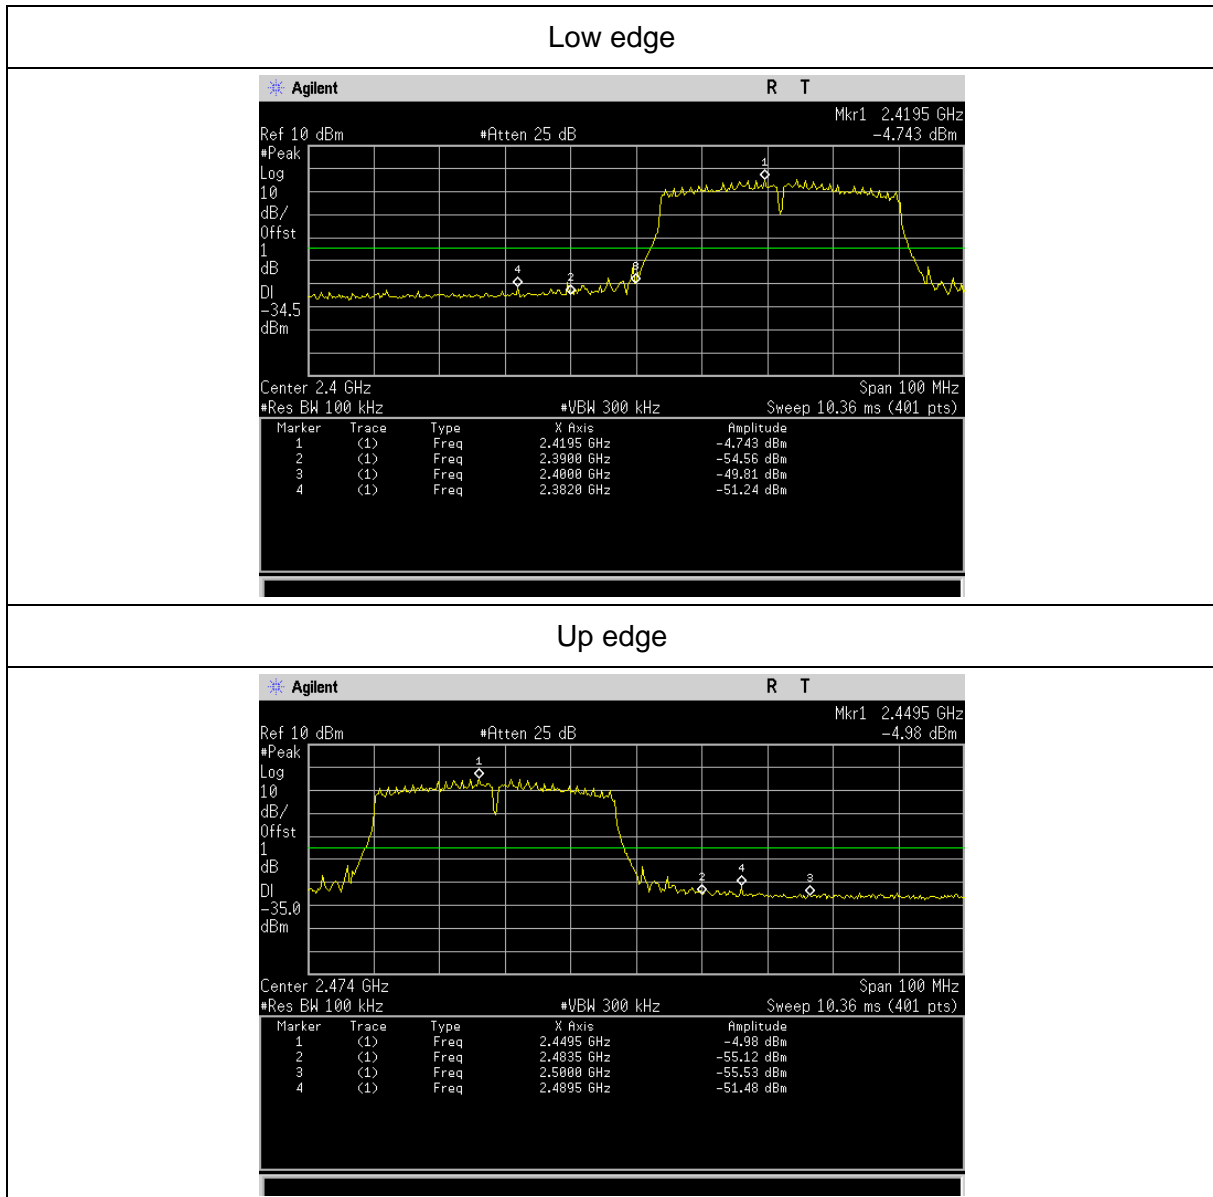 Low edge
Agilent R T
Mkr1 2.4195 GHz
Ref 10 dBm #Atten 25 dB -4.743 dBm
#Peak
Log
10
dB/
Offst
1
dB
DI
-34.5
dBm
1
4
2
Center 2.4 GHz Span 100 MHz
#Res BW 100 kHz #VBW 300 kHz Sweep 10.36 ms (401 pts)
Marker Trace Type X Axis Amplitude
1 (1) Freq 2.4195 GHz -4.743 dBm
2 (1) Freq 2.3900 GHz -54.56 dBm
3 (1) Freq 2.4000 GHz -49.81 dBm
4 (1) Freq 2.3820 GHz -51.24 dBm
Up edge
Agilent R T
Mkr1 2.4495 GHz
Ref 10 dBm #Atten 25 dB -4.98 dBm
#Peak
Log
10
dB/
Offst
1
dB
DI
-35.0
dBm
1
2
4
3
Center 2.474 GHz Span 100 MHz
#Res BW 100 kHz #VBW 300 kHz Sweep 10.36 ms (401 pts)
Marker Trace Type X Axis Amplitude
1 (1) Freq 2.4495 GHz -4.98 dBm
2 (1) Freq 2.4835 GHz -55.12 dBm
3 (1) Freq 2.5000 GHz -55.53 dBm
4 (1) Freq 2.4895 GHz -51.48 dBm